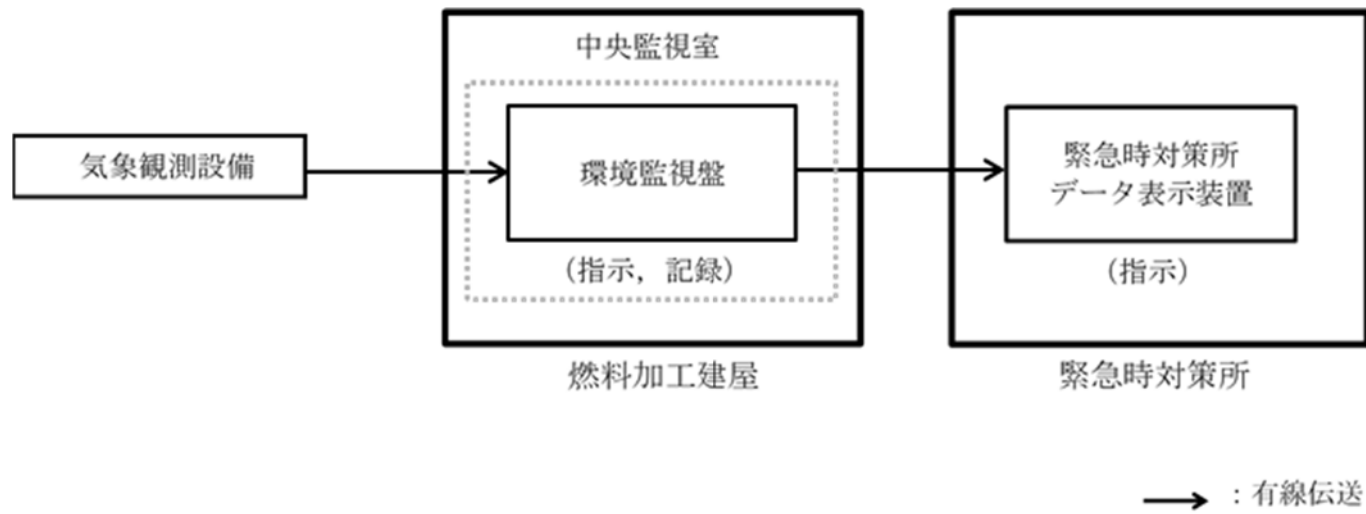 中央監視室
気象観測設備
環境監視盤
(指示，記録)
燃料加工建屋
緊急時対策所
データ表示装置
(指示)
緊急時対策所
：有線伝送